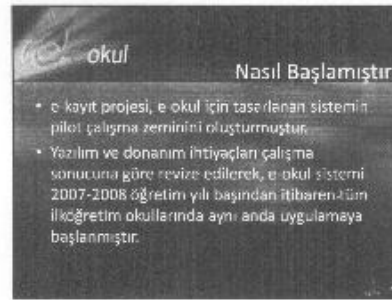 okul
Nasıl Başlamıştır
• e-kayıt projesi, e-okul için tasarlanan sistemin
pilot çalışma zeminini oluşturmuştur.
• Yazılım ve donanım ihtiyaçları çalışma
sonucuna göre revize edilerek, e-okul sistemi
2007-2008 öğretim yılı başından itibaren tüm
ilköğretim okullarında aynı anda uygulamaya
başlanmıştır.